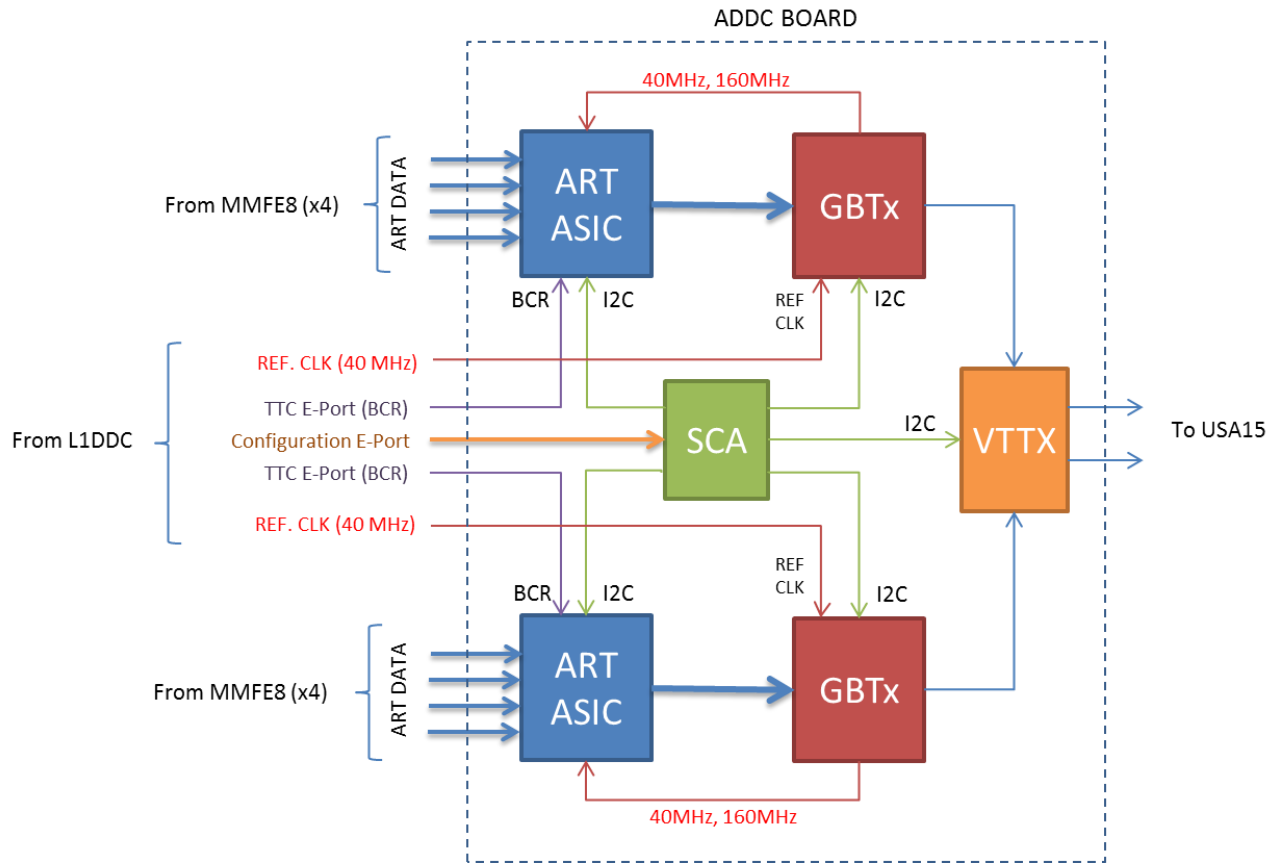 ADDC BOARD
40MHz, 160MHz
From MMFE8 (x4)
ART DATA
ART
ASIC
GBTx
BCR
I2C
REF
CLK
I2C
From L1DDC
REF. CLK (40 MHz)
TTC E-Port (BCR)
Configuration E-Port
TTC E-Port (BCR)
REF. CLK (40 MHz)
SCA
I2C
VTTX
To USA15
BCR
I2C
REF
CLK
I2C
From MMFE8 (x4)
ART DATA
ART
ASIC
GBTx
40MHz, 160MHz